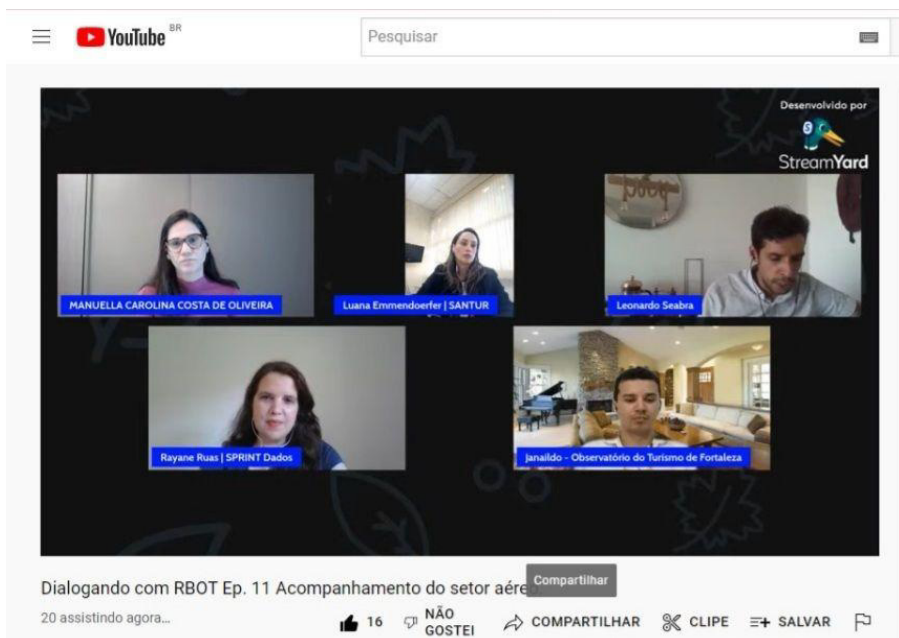 YouTube BR
Pesquisar
Desenvolvido por
StreamYard
MANUELLA CAROLINA COSTA DE OLIVEIRA
Luana Emmendoerfer | SANTUR
Leonardo Seabra
Rayane Ruas | SPRINT Dados
Janaildo - Observatório do Turismo de Fortaleza
Dialogando com RBOT Ep. 11 Acompanhamento do setor aéreo
Compartilhar
20 assistindo agora...
16
NÃO
GOSTEI
COMPARTILHAR
CLIPE
SALVAR